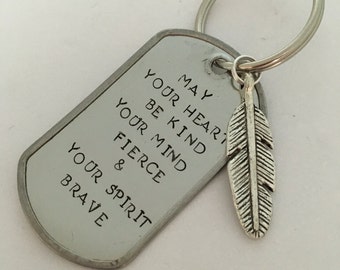 MAY
YOUR HEART
BE KIND
YOUR MIND
FIERCE
&
YOUR SPIRIT
BRAVE